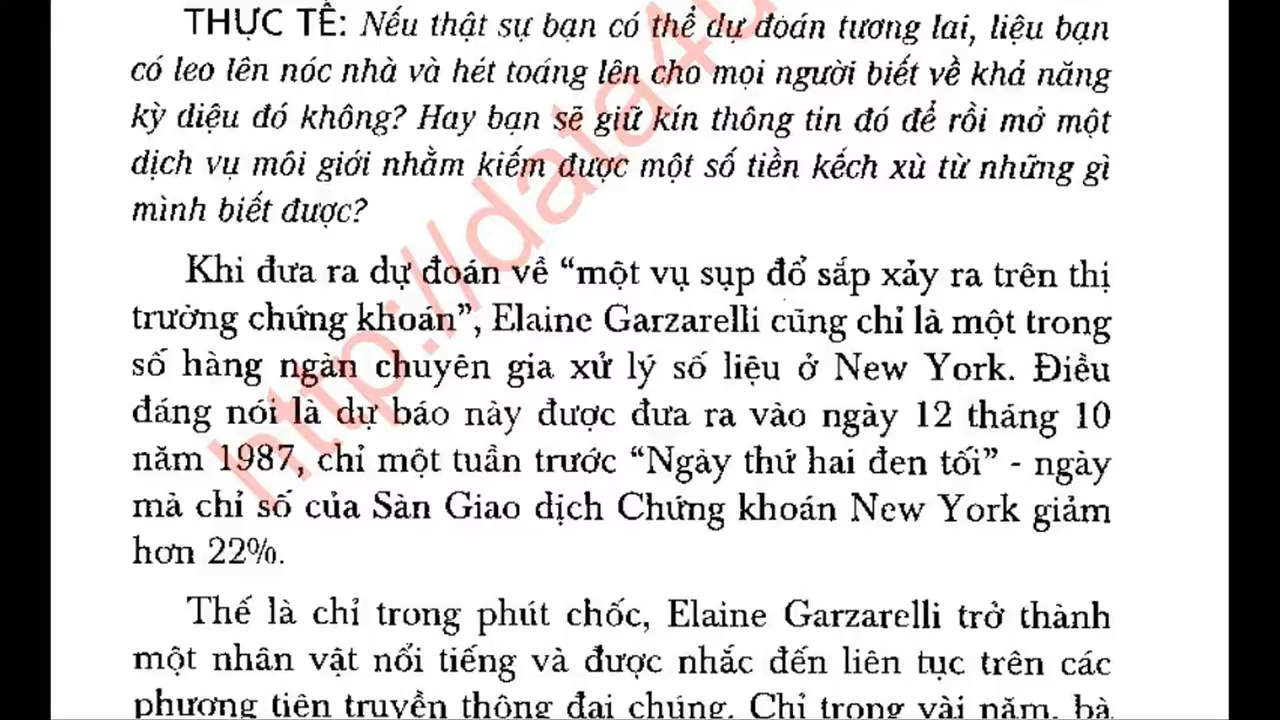 THỰC TẾ: Nếu thật sự bạn có thể dự đoán tương lai, liệu bạn
có leo lên nóc nhà và hét toáng lên cho mọi người biết về khả năng
kỳ diệu đó không? Hay bạn sẽ giữ kín thông tin đó để rồi mở một
dịch vụ môi giới nhằm kiếm được một số tiền kếch xù từ những gì
mình biết được?
Khi đưa ra dự đoán về “một vụ sụp đổ sắp xảy ra trên thị
trường chứng khoán”, Elaine Garzarelli cũng chỉ là một trong
số hàng ngàn chuyên gia xử lý số liệu ở New York. Điều
đáng nói là dự báo này được đưa ra vào ngày 12 tháng 10
năm 1987, chỉ một tuần trước “Ngày thứ hai đen tối” - ngày
mà chỉ số của Sàn Giao dịch Chứng khoán New York giảm
hơn 22%.
Thế là chỉ trong phút chốc, Elaine Garzarelli trở thành
một nhân vật nổi tiếng và được nhắc đến liên tục trên các
phương tiện truyền thông đại chúng. Chỉ trong vài năm, bà
http://data4u